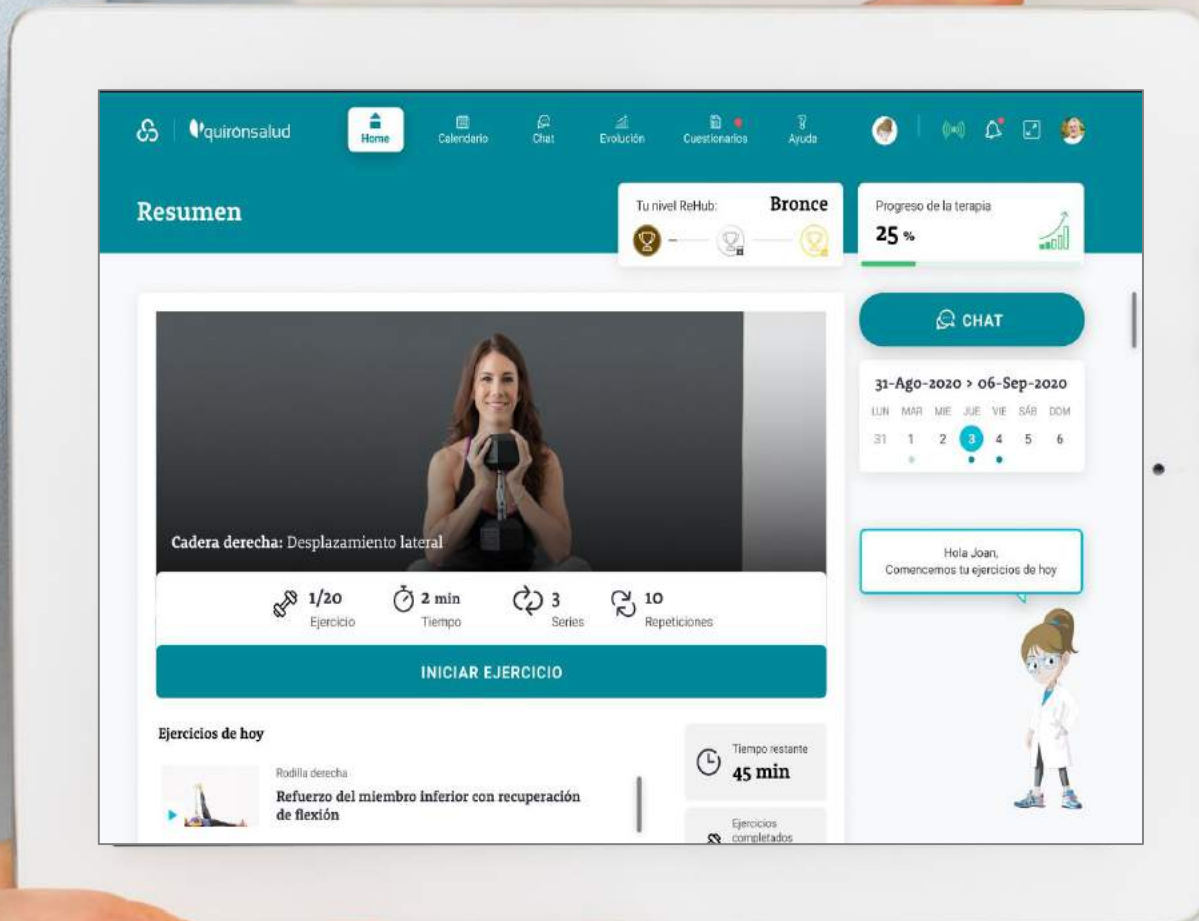 quirónsalud
Home
Calendario
Chat
Evolución
Cuestionarios
Ayuda
Resumen
Tu nivel ReHub:
Bronce
Progreso de la terapia
25 %
CHAT
31-Ago-2020 > 06-Sep-2020
LUN MAR MIE JUE VIE SÁB DOM
31 1 2 3 4 5 6
Cadera derecha: Desplazamiento lateral
1/20
Ejercicio
2 min
Tiempo
3
Series
10
Repeticiones
INICIAR EJERCICIO
Hola Joan,
Comencemos tu ejercicios de hoy
Ejercicios de hoy
Rodilla derecha
Refuerzo del miembro inferior con recuperación
de flexión
Tiempo restante
45 min
Ejercicios
completados